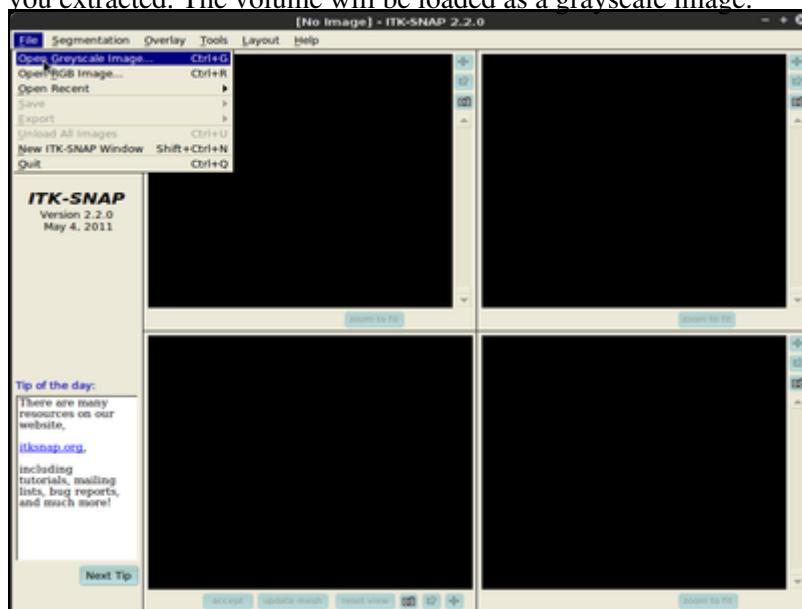 you extracted. The volume will be loaded as a grayscale image.
[No Image] - ITK-SNAP 2.2.0
File Segmentation Overlay Tools Layout Help
Open Greyscale Image... Ctrl+G
Open RGB Image... Ctrl+R
Open Recent
Save
Export
Unload All Images Ctrl+U
New ITK-SNAP Window Shift+Ctrl+N
Quit Ctrl+Q
ITK-SNAP
Version 2.2.0
May 4, 2011
zoom to fit
zoom to fit
Tip of the day:
There are many
resources on our
website,
itksnap.org,
including
tutorials, mailing
lists, bug reports,
and much more!
Next Tip
accept update mesh reset view
zoom to fit